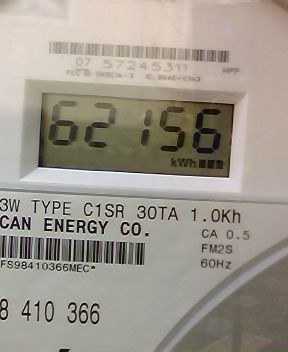 07 57245311
HPP
62156
kWh
3W TYPE C1SR 30TA 1.0Kh
CAN ENERGY CO.
CA 0.5
FM2S
FS98410366MEC*
60Hz
8 410 366